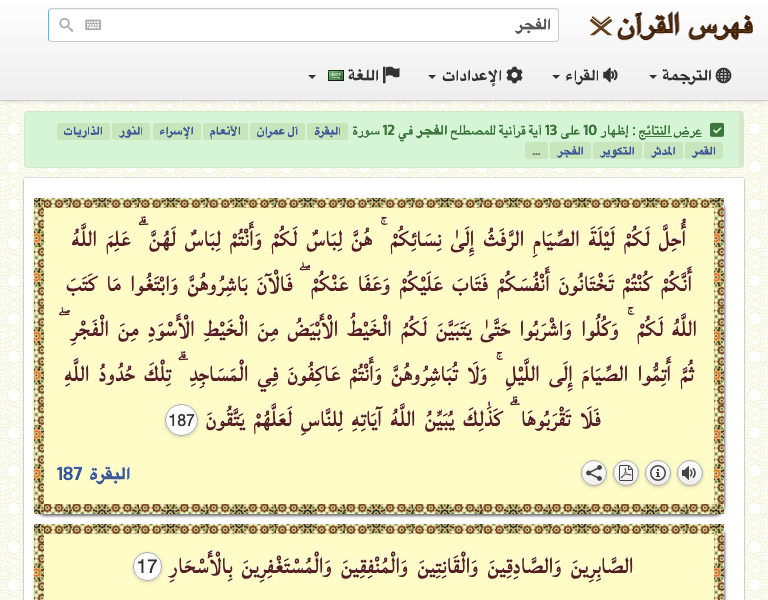 فهرس القرآن
الفجر
الترجمة القراء الإعدادات اللغة
عرض النتائج : إظهار 10 على 13 آية قرآنية للمصطلح الفجر في 12 سورة البقرة آل عمران الأنعام الإسراء النور الذاريات
القمر المدثر التكوير الفجر ...
أُحِلَّ لَكُمْ لَيْلَةَ الصِّيَامِ الرَّفَثُ إِلَىٰ نِسَائِكُمْ ۚ هُنَّ لِبَاسٌ لَكُمْ وَأَنْتُمْ لِبَاسٌ لَهُنَّ ۗ عَلِمَ اللَّهُ
أَنَّكُمْ كُنْتُمْ تَخْتَانُونَ أَنْفُسَكُمْ فَتَابَ عَلَيْكُمْ وَعَفَا عَنْكُمْ ۖ فَالْآنَ بَاشِرُوهُنَّ وَابْتَغُوا مَا كَتَبَ
اللَّهُ لَكُمْ ۚ وَكُلُوا وَاشْرَبُوا حَتَّىٰ يَتَبَيَّنَ لَكُمُ الْخَيْطُ الْأَبْيَضُ مِنَ الْخَيْطِ الْأَسْوَدِ مِنَ الْفَجْرِ ۖ
ثُمَّ أَتِمُّوا الصِّيَامَ إِلَى اللَّيْلِ ۚ وَلَا تُبَاشِرُوهُنَّ وَأَنْتُمْ عَاكِفُونَ فِي الْمَسَاجِدِ ۗ تِلْكَ حُدُودُ اللَّهِ
فَلَا تَقْرَبُوهَا ۗ كَذَٰلِكَ يُبَيِّنُ اللَّهُ آيَاتِهِ لِلنَّاسِ لَعَلَّهُمْ يَتَّقُونَ 187
البقرة 187
الصَّابِرِينَ وَالصَّادِقِينَ وَالْقَانِتِينَ وَالْمُنْفِقِينَ وَالْمُسْتَغْفِرِينَ بِالْأَسْحَارِ 17